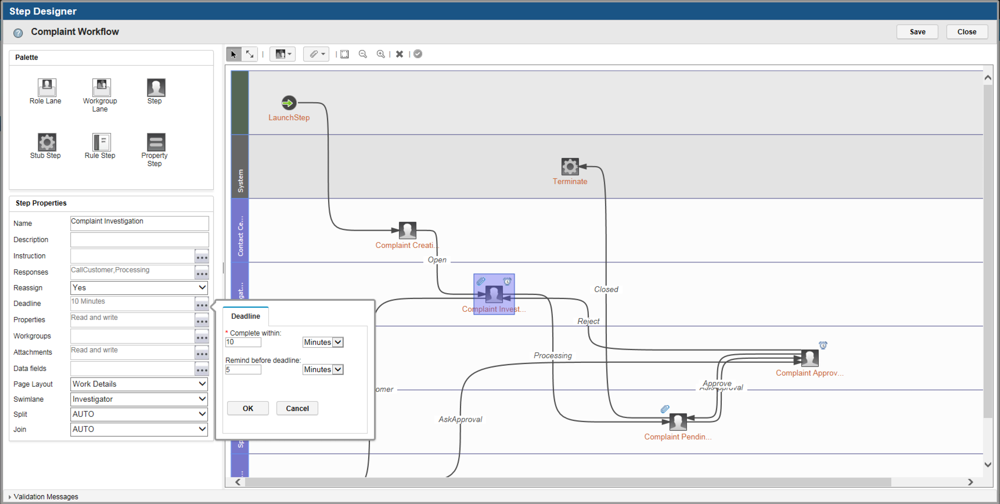 Step Designer
Complaint Workflow
Save
Close
Palette
Role Lane
Workgroup
Lane
Step
Stub Step
Rule Step
Property
Step
Step Properties
Name
Complaint Investigation
Description
Instruction
Responses
CallCustomer,Processing
Reassign
Yes
Deadline
10 Minutes
Properties
Read and write
Workgroups
Attachments
Read and write
Data fields
Page Layout
Work Details
Swimlane
Investigator
Split
AUTO
Join
AUTO
Deadline
* Complete within:
10
Minutes
Remind before deadline:
5
Minutes
OK
Cancel
LaunchStep
System
Terminate
Contact Ce...
Complaint Creati...
Open
gat...
Complaint Invest...
Closed
Reject
Processing
Complaint Approv...
Approve
AskApproval
omer
AskApproval
Complaint Pendin...
Sp
Validation Messages